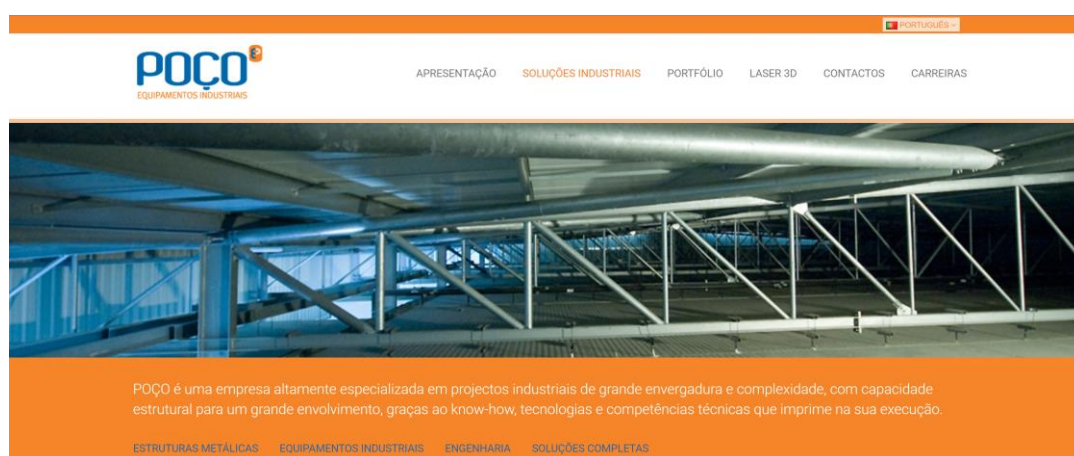 PORTUGUÊS
POÇO
EQUIPAMENTOS INDUSTRIAIS
APRESENTAÇÃO SOLUÇÕES INDUSTRIAIS PORTFÓLIO LASER 3D CONTACTOS CARREIRAS
POÇO é uma empresa altamente especializada em projectos industriais de grande envergadura e complexidade, com capacidade
estrutural para um grande envolvimento, graças ao know-how, tecnologias e competências técnicas que imprime na sua execução.
ESTRUTURAS METÁLICAS EQUIPAMENTOS INDUSTRIAIS ENGENHARIA SOLUÇÕES COMPLETAS